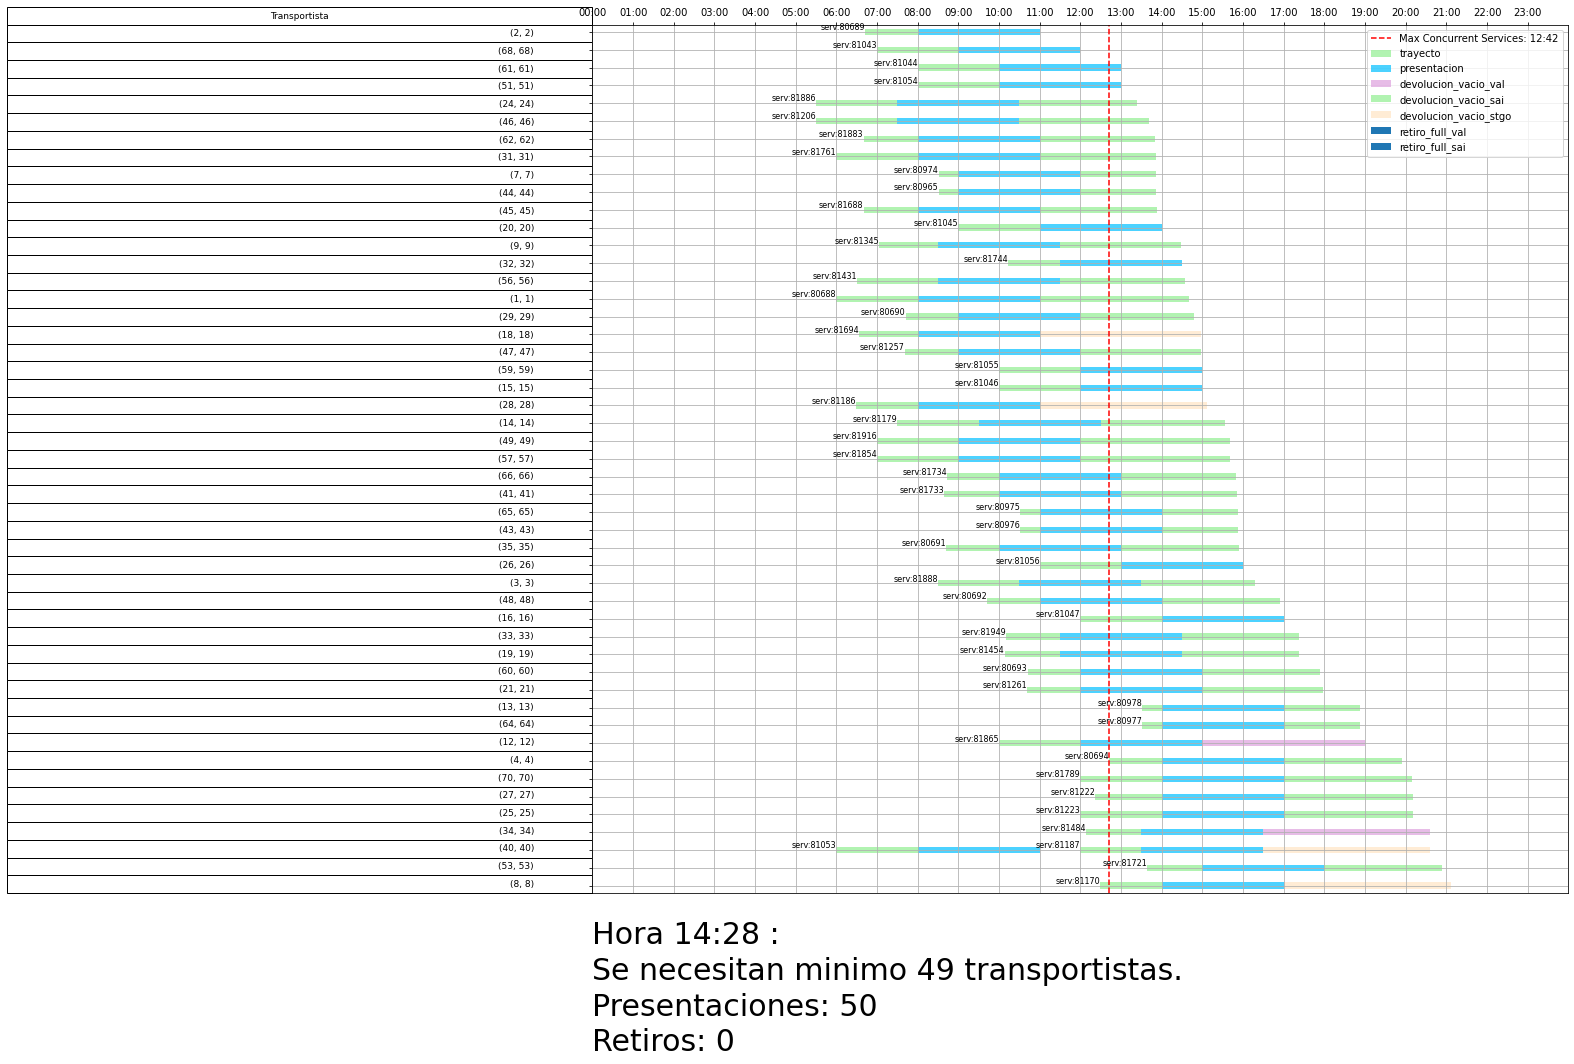 Transportista
00:00 01:00 02:00 03:00 04:00 05:00 06:00 07:00 08:00 09:00 10:00 11:00 12:00 13:00 14:00 15:00 16:00 17:00 18:00 19:00 20:00 21:00 22:00 23:00
(2, 2) serv:80689
(68, 68) serv:81043
(61, 61) serv:81044
(51, 51) serv:81054
(24, 24) serv:81886
(46, 46) serv:81206
(62, 62) serv:81883
(31, 31) serv:81761
(7, 7) serv:80974
(44, 44) serv:80965
(45, 45) serv:81688
(20, 20) serv:81045
(9, 9) serv:81345
(32, 32) serv:81744
(56, 56) serv:81431
(1, 1) serv:80688
(29, 29) serv:80690
(18, 18) serv:81694
(47, 47) serv:81257
(59, 59) serv:81055
(15, 15) serv:81046
(28, 28) serv:81186
(14, 14) serv:81179
(49, 49) serv:81916
(57, 57) serv:81854
(66, 66) serv:81734
(41, 41) serv:81733
(65, 65) serv:80975
(43, 43) serv:80976
(35, 35) serv:80691
(26, 26) serv:81056
(3, 3) serv:81888
(48, 48) serv:80692
(16, 16) serv:81047
(33, 33) serv:81949
(19, 19) serv:81454
(60, 60) serv:80693
(21, 21) serv:81261
(13, 13) serv:80978
(64, 64) serv:80977
(12, 12) serv:81865
(4, 4) serv:80694
(70, 70) serv:81789
(27, 27) serv:81222
(25, 25) serv:81223
(34, 34) serv:81484
(40, 40) serv:81053 serv:81187
(53, 53) serv:81721
(8, 8) serv:81170
Max Concurrent Services: 12:42
trayecto
presentacion
devolucion_vacio_val
devolucion_vacio_sai
devolucion_vacio_stgo
retiro_full_val
retiro_full_sai
Hora 14:28 :
Se necesitan minimo 49 transportistas.
Presentaciones: 50
Retiros: 0